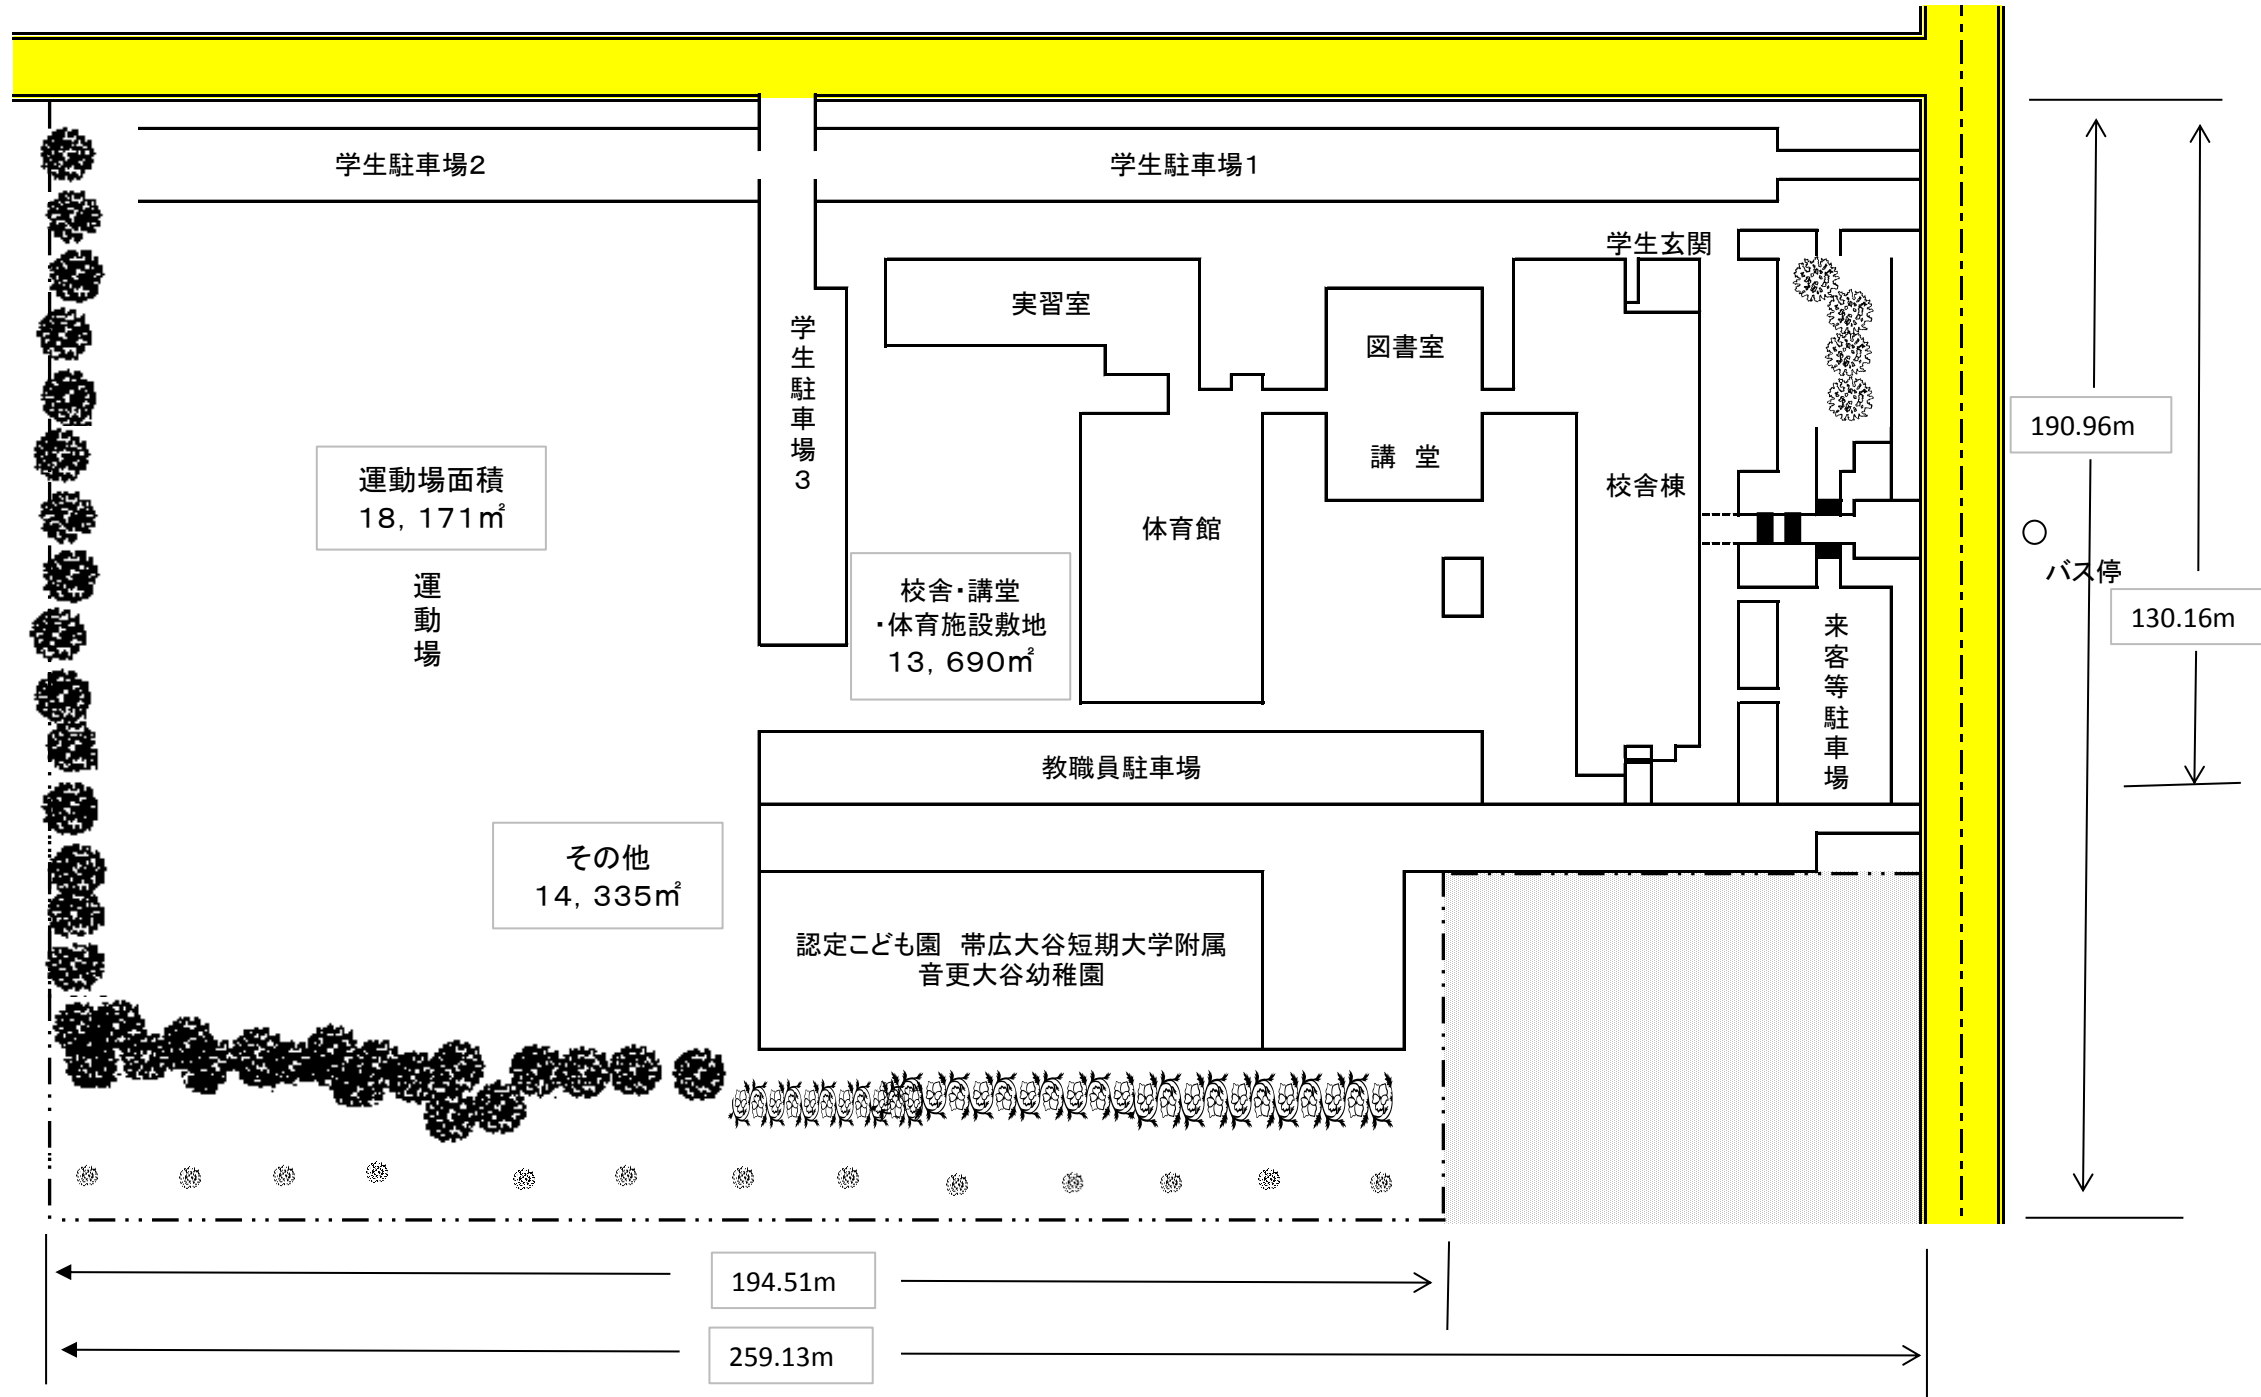 学生駐車場2
学生駐車場1
学生玄関
実習室
図書室
学生駐車場3
190.96m
講　堂
運動場面積
18, 171㎡
校舎棟
体育館
バス停
運動場
校舎・講堂
・体育施設敷地
13, 690㎡
130.16m
来客等駐車場
教職員駐車場
その他
14, 335㎡
認定こども園　帯広大谷短期大学附属
音更大谷幼稚園
194.51m
259.13m